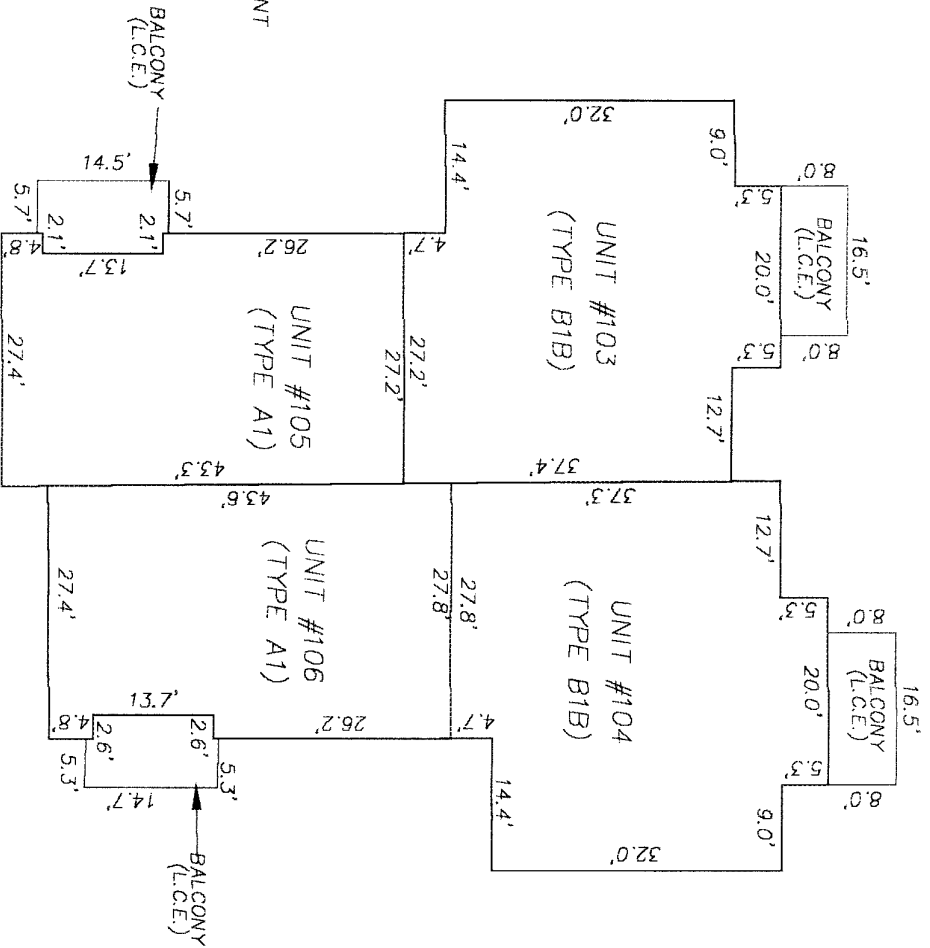 NT
BALCONY
(L.C.E.)
14.5'
5.7'
5.7'
2.1'
2.1'
4.8'
13.7'
26.2'
27.4'
UNIT #105
(TYPE A1)
43.3'
27.2'
27.2'
4.7'
14.4'
32.0'
9.0'
5.3'
8.0'
16.5'
BALCONY
(L.C.E.)
20.0'
8.0'
5.3'
12.7'
UNIT #103
(TYPE B1B)
37.4'
37.3'
12.7'
5.3'
8.0'
16.5'
BALCONY
(L.C.E.)
20.0'
8.0'
5.3'
9.0'
UNIT #104
(TYPE B1B)
32.0'
14.4'
4.7'
27.8'
27.8'
43.6'
UNIT #106
(TYPE A1)
27.4'
26.2'
13.7'
2.6'
2.6'
4.8'
5.3'
5.3'
14.7'
BALCONY
(L.C.E.)